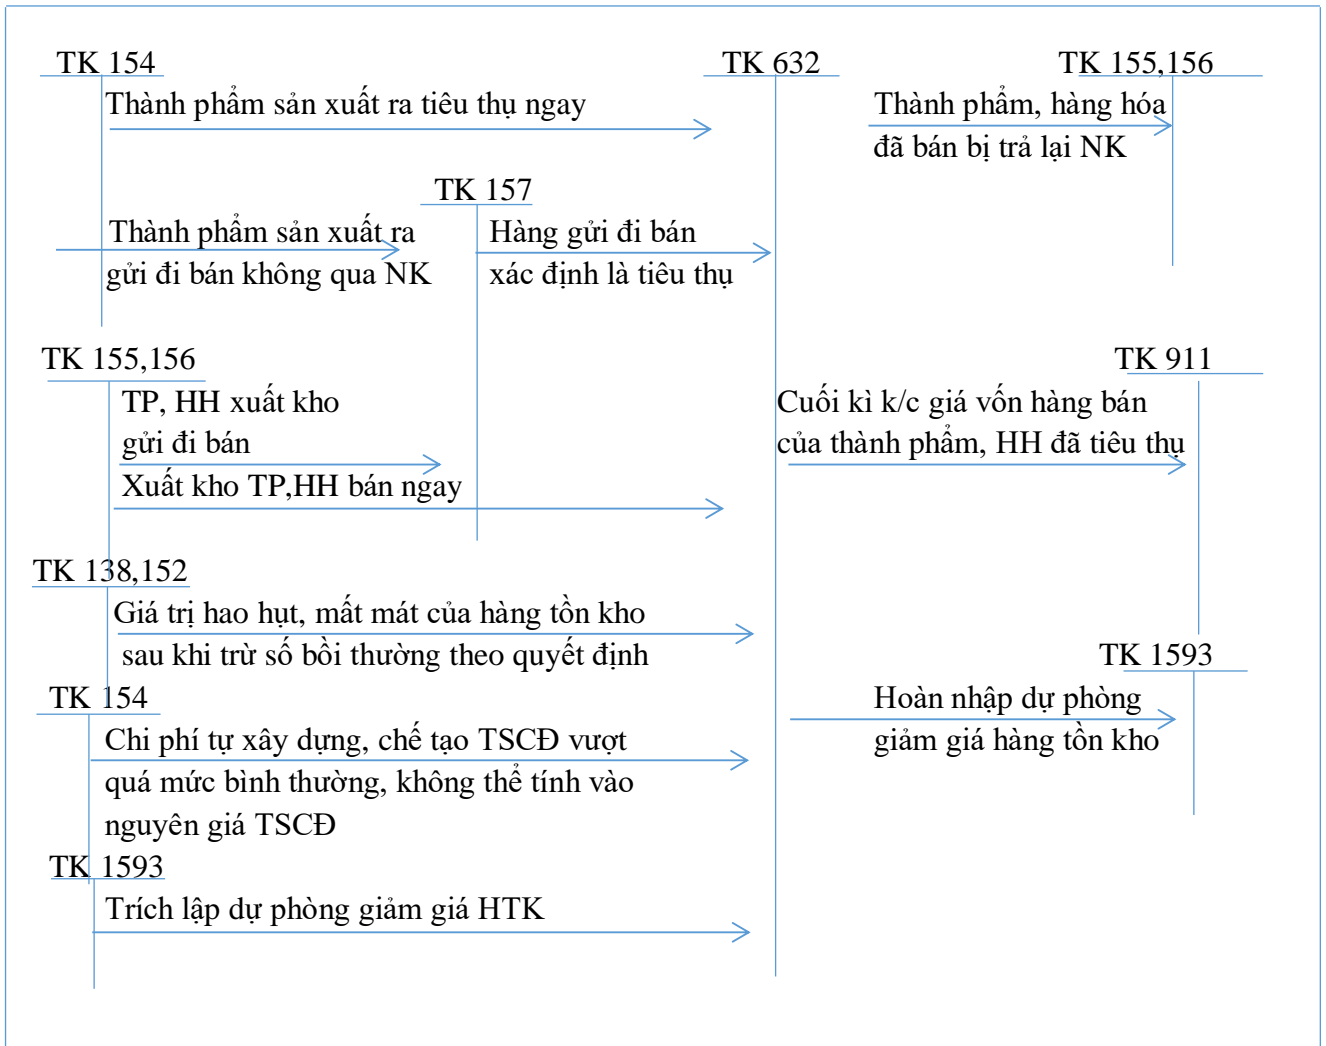 TK 154
TK 632
TK 155,156
Thành phẩm sản xuất ra tiêu thụ ngay
Thành phẩm, hàng hóa
đã bán bị trả lại NK
TK 157
Thành phẩm sản xuất ra
gửi đi bán không qua NK
Hàng gửi đi bán
xác định là tiêu thụ
TK 155,156
TK 911
TP, HH xuất kho
gửi đi bán
Cuối kì k/c giá vốn hàng bán
của thành phẩm, HH đã tiêu thụ
Xuất kho TP,HH bán ngay
TK 138,152
Giá trị hao hụt, mất mát của hàng tồn kho
sau khi trừ số bồi thường theo quyết định
TK 1593
TK 154
Hoàn nhập dự phòng
giảm giá hàng tồn kho
Chi phí tự xây dựng, chế tạo TSCĐ vượt
quá mức bình thường, không thể tính vào
nguyên giá TSCĐ
TK 1593
Trích lập dự phòng giảm giá HTK